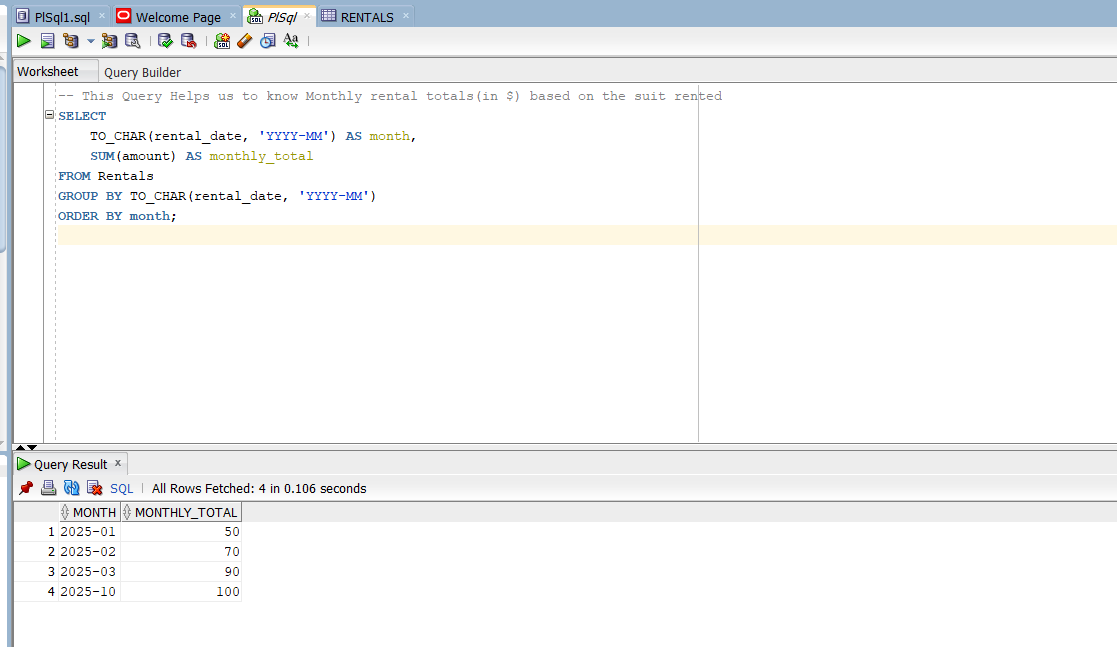 PlSql1.sql Welcome Page PlSql RENTALS
Worksheet Query Builder
-- This Query Helps us to know Monthly rental totals(in $) based on the suit rented
SELECT
TO_CHAR(rental_date, 'YYYY-MM') AS month,
SUM(amount) AS monthly_total
FROM Rentals
GROUP BY TO_CHAR(rental_date, 'YYYY-MM')
ORDER BY month;
Query Result
SQL All Rows Fetched: 4 in 0.106 seconds
MONTH MONTHLY_TOTAL
1 2025-01 50
2 2025-02 70
3 2025-03 90
4 2025-10 100